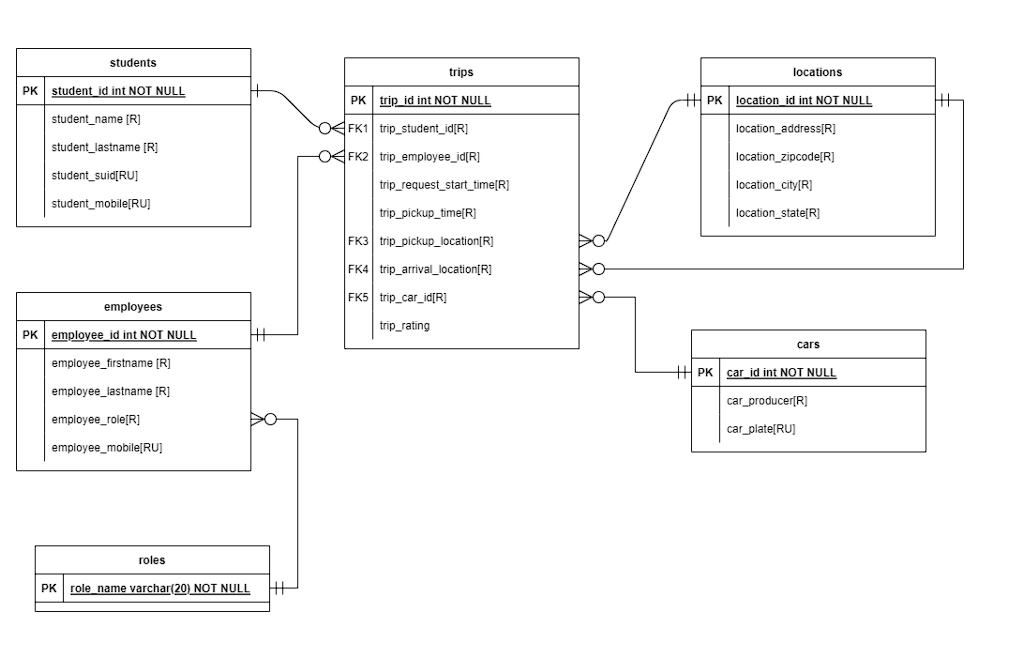 students
PK student_id int NOT NULL
student_name [R]
student_lastname [R]
student_suid[RU]
student_mobile[RU]
trips
PK trip_id int NOT NULL
FK1 trip_student_id[R]
FK2 trip_employee_id[R]
trip_request_start_time[R]
trip_pickup_time[R]
FK3 trip_pickup_location[R]
FK4 trip_arrival_location[R]
FK5 trip_car_id[R]
trip_rating
locations
PK location_id int NOT NULL
location_address[R]
location_zipcode[R]
location_city[R]
location_state[R]
employees
PK employee_id int NOT NULL
employee_firstname [R]
employee_lastname [R]
employee_role[R]
employee_mobile[RU]
cars
PK car_id int NOT NULL
car_producer[R]
car_plate[RU]
roles
PK role_name varchar(20) NOT NULL